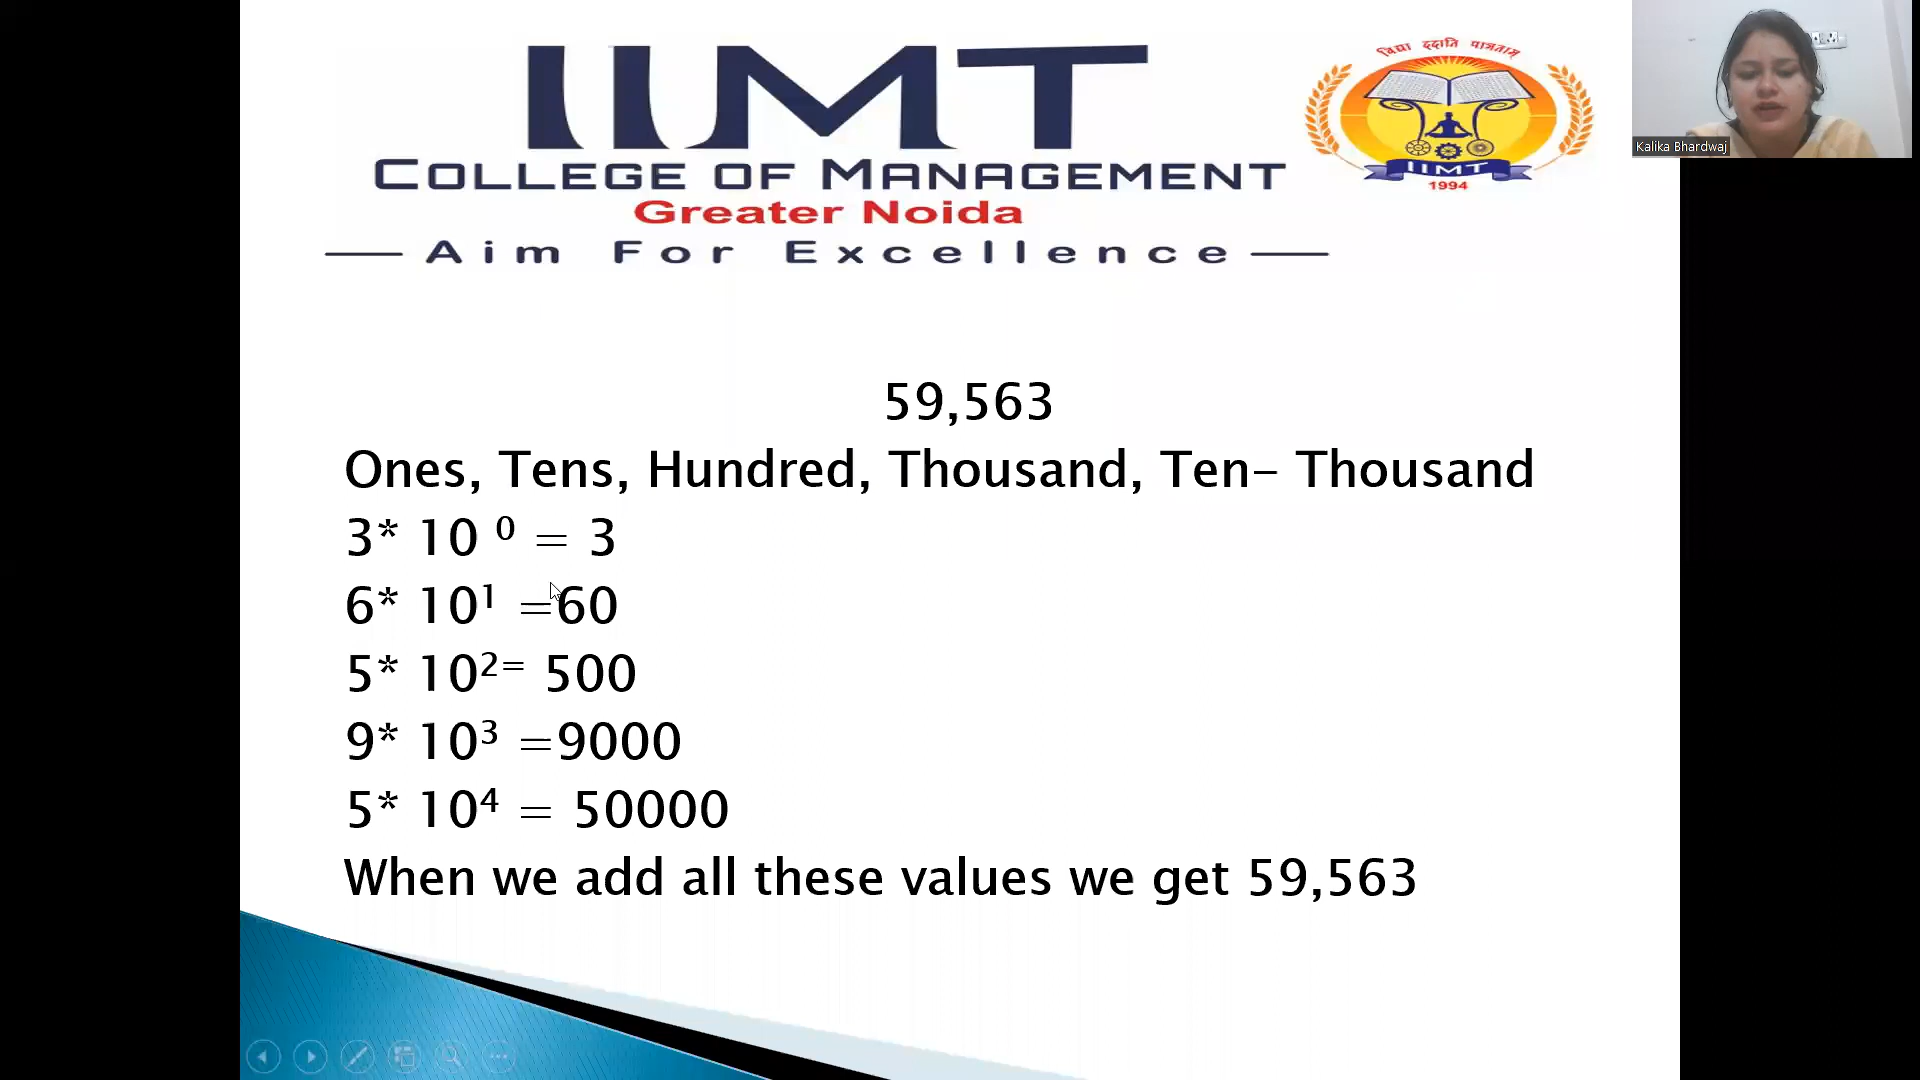 IIMT
COLLEGE OF MANAGEMENT
Greater Noida
Aim For Excellence
विद्या ददाति पात्रताम्
IIMT
1994
Kalika Bhardwaj
59,563
Ones, Tens, Hundred, Thousand, Ten- Thousand
3* 10 ⁰ = 3
6* 10¹ =60
5* 10²⁼ 500
9* 10³ =9000
5* 10⁴ = 50000
When we add all these values we get 59,563